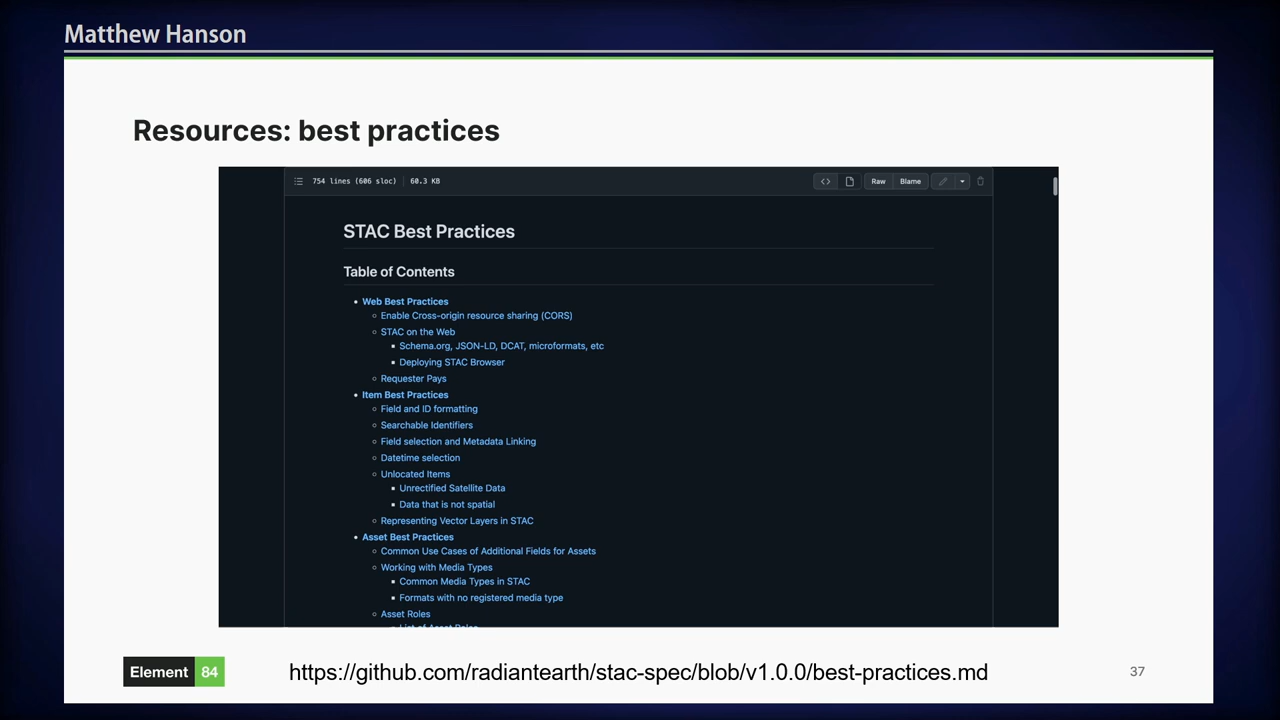 Matthew Hanson
Resources: best practices
754 lines (606 sloc) | 60.3 KB
Raw
Blame
STAC Best Practices
Table of Contents
• Web Best Practices
○ Enable Cross-origin resource sharing (CORS)
○ STAC on the Web
▪ Schema.org, JSON-LD, DCAT, microformats, etc
▪ Deploying STAC Browser
○ Requester Pays
• Item Best Practices
○ Field and ID formatting
○ Searchable Identifiers
○ Field selection and Metadata Linking
○ Datetime selection
○ Unlocated Items
▪ Unrectified Satellite Data
▪ Data that is not spatial
○ Representing Vector Layers in STAC
• Asset Best Practices
○ Common Use Cases of Additional Fields for Assets
○ Working with Media Types
▪ Common Media Types in STAC
▪ Formats with no registered media type
○ Asset Roles
▪ List of Asset Roles
Element 84
https://github.com/radiantearth/stac-spec/blob/v1.0.0/best-practices.md
37